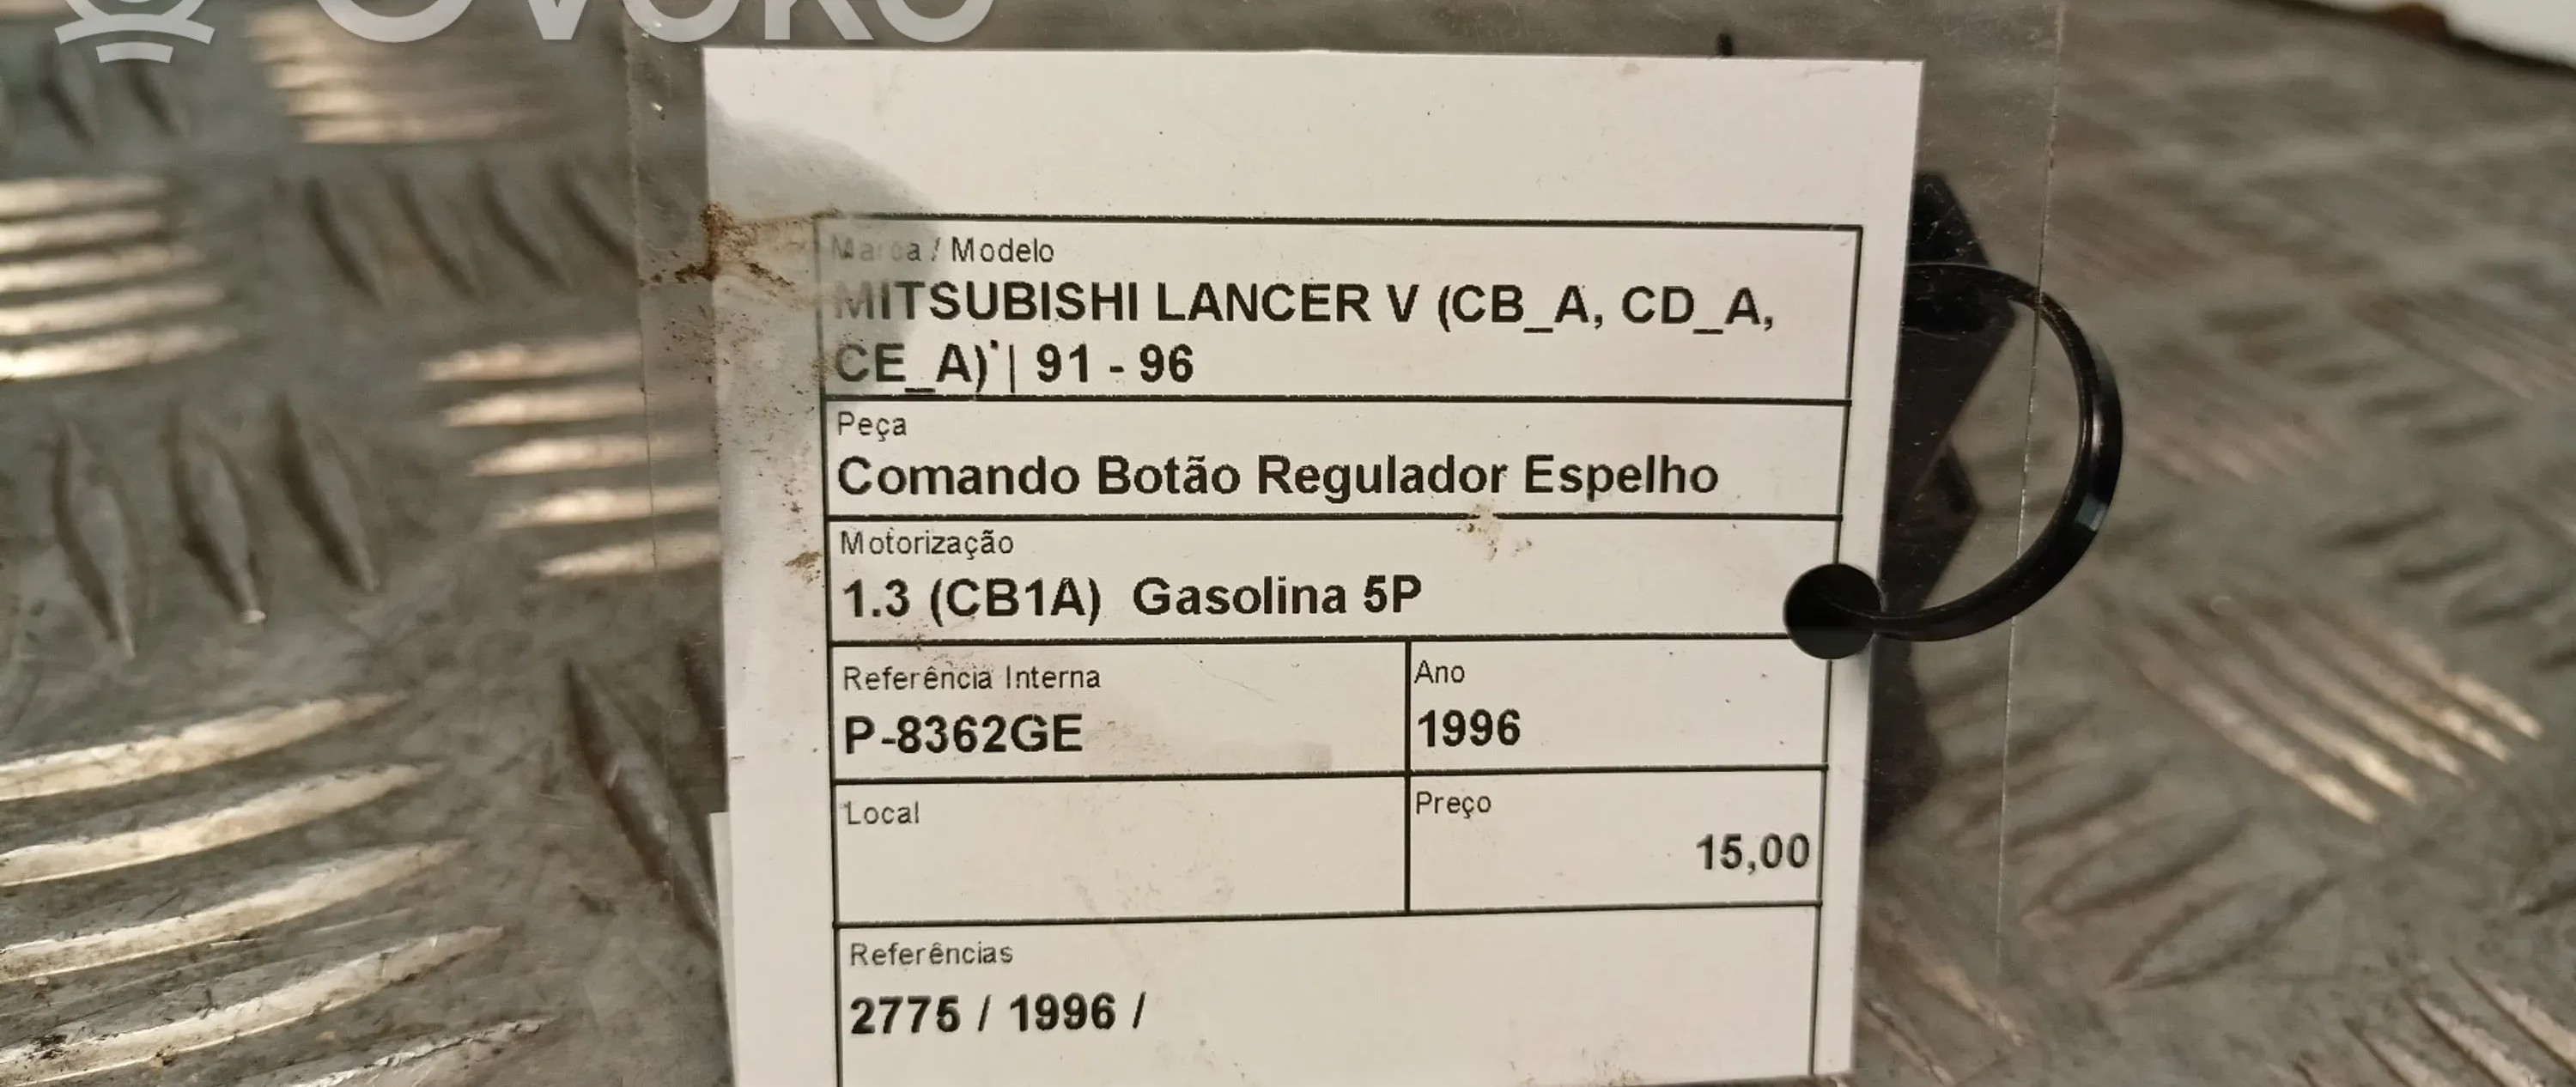 OVOKO
Marca / Modelo
MITSUBISHI LANCER V (CB_A, CD_A,
CE_A) | 91 - 96
Peça
Comando Botão Regulador Espelho
Motorização
1.3 (CB1A) Gasolina 5P
Referência Interna
P-8362GE
Ano
1996
Local
Preço
15,00
Referências
2775 / 1996 /